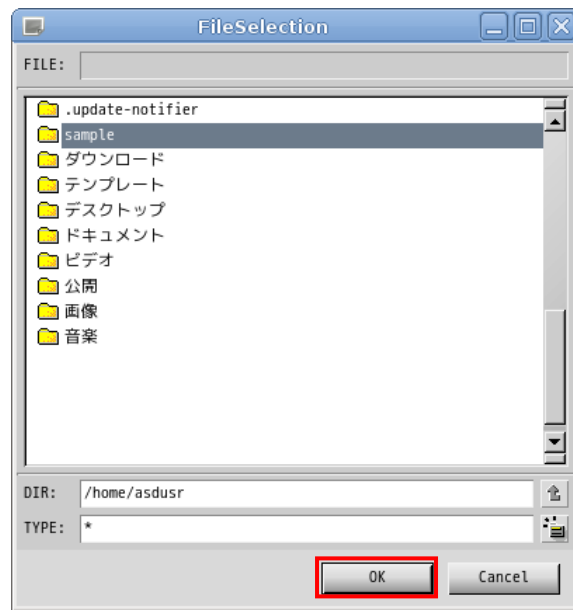 FileSelection
FILE:
.update-notifier
sample
ダウンロード
テンプレート
デスクトップ
ドキュメント
ビデオ
公開
画像
音楽
DIR: /home/asdusr
TYPE: *
OK Cancel